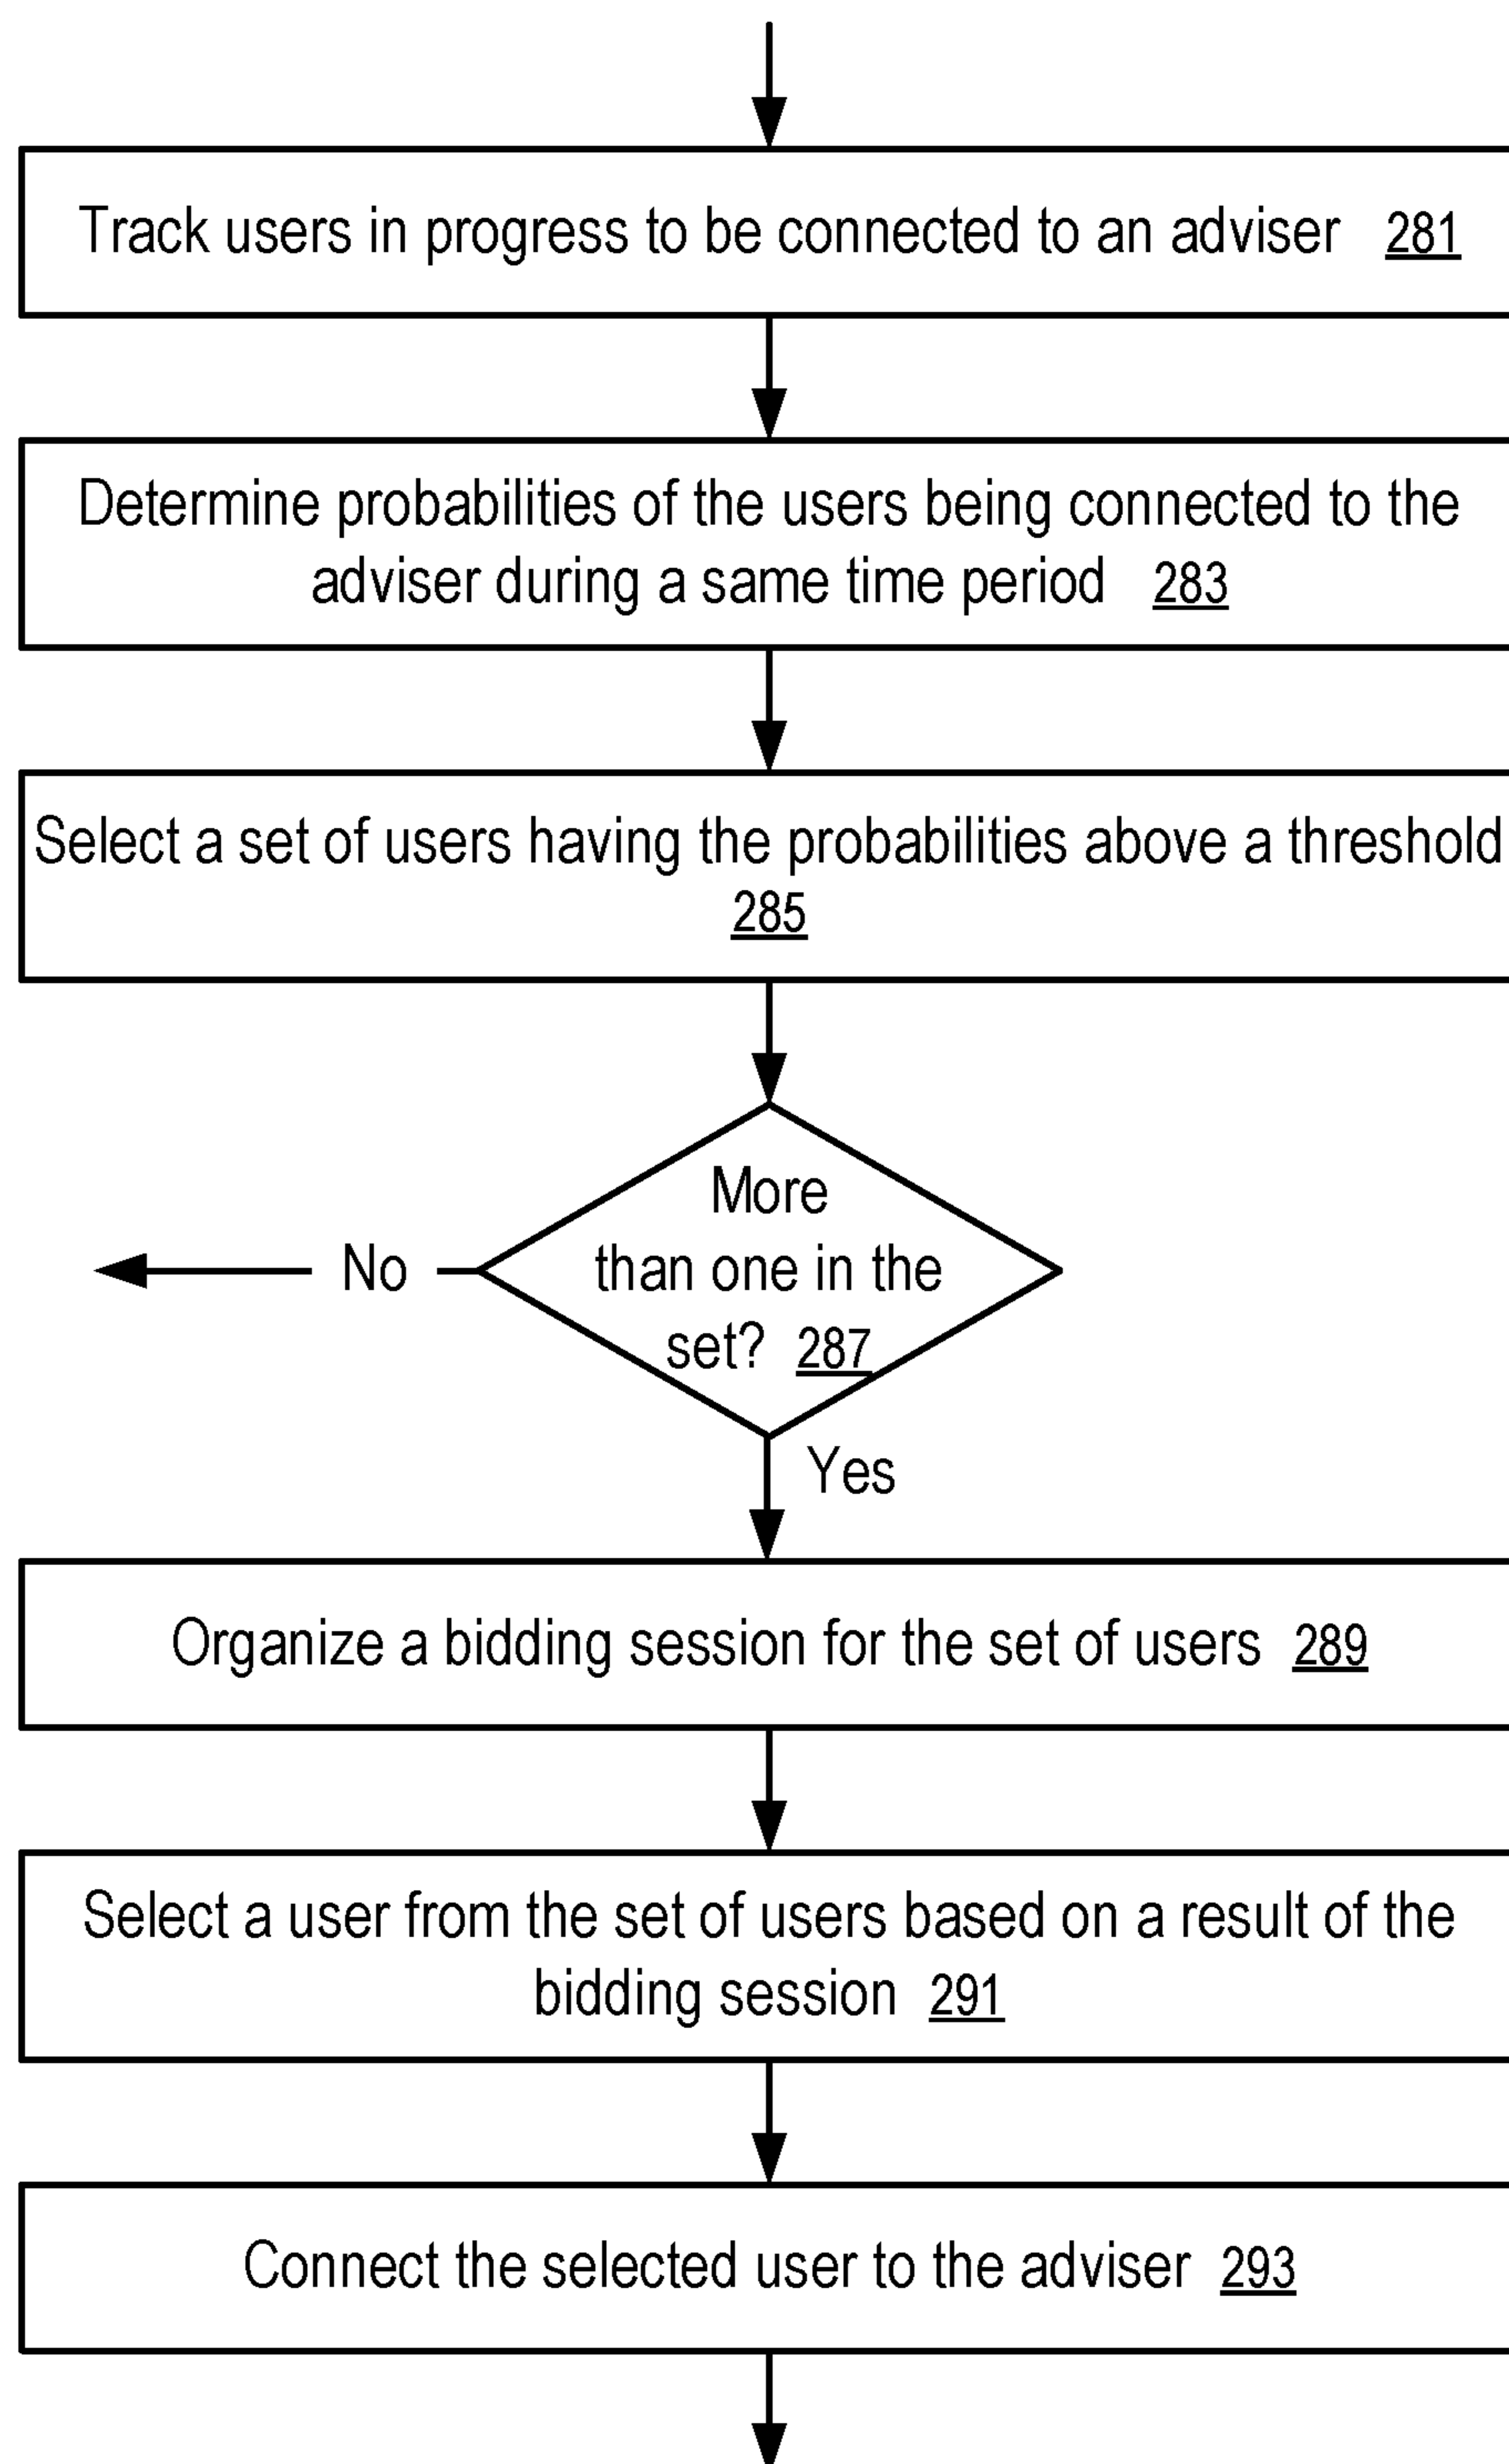 Track users in progress to be connected to an adviser 281
Determine probabilities of the users being connected to the
adviser during a same time period 283
Select a set of users having the probabilities above a threshold
285
More
than one in the
set? 287
No
Yes
Organize a bidding session for the set of users 289
Select a user from the set of users based on a result of the
bidding session 291
Connect the selected user to the adviser 293